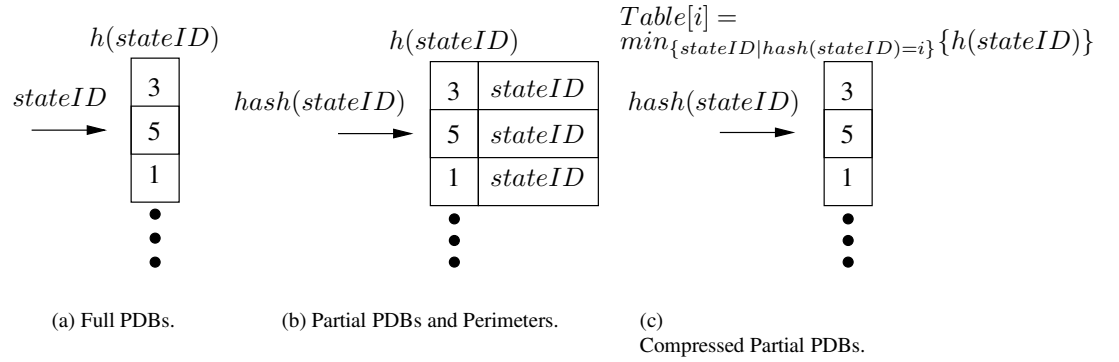 h(stateID)
stateID
3
5
1
(a) Full PDBs.
h(stateID)
hash(stateID)
3 stateID
5 stateID
1 stateID
(b) Partial PDBs and Perimeters.
Table[i] =
min_{stateID|hash(stateID)=i}{h(stateID)}
hash(stateID)
3
5
1
(c)
Compressed Partial PDBs.